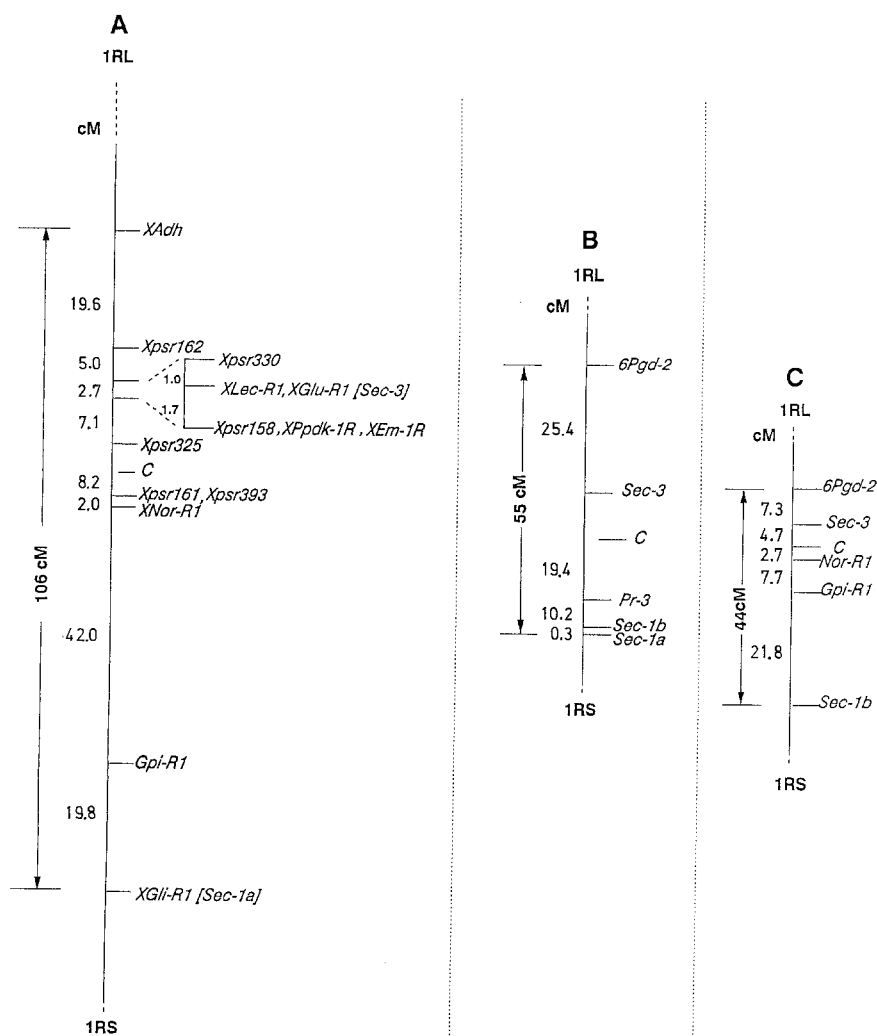 A
1RL
cM
XAdh
19.6
Xpsr162
5.0
Xpsr330
1.0
2.7
XLec-R1, XGlu-R1 [Sec-3]
1.7
7.1
Xpsr158, XPpdk-1R, XEm-1R
Xpsr325
C
8.2
Xpsr161, Xpsr393
2.0
XNor-R1
106 cM
42.0
Gpi-R1
19.8
XGli-R1 [Sec-1a]
1RS
B
1RL
cM
6Pgd-2
25.4
55 cM
Sec-3
C
19.4
Pr-3
10.2
Sec-1b
0.3
Sec-1a
1RS
C
1RL
cM
6Pgd-2
7.3
Sec-3
4.7
C
2.7
Nor-R1
7.7
Gpi-R1
44cM
21.8
Sec-1b
1RS